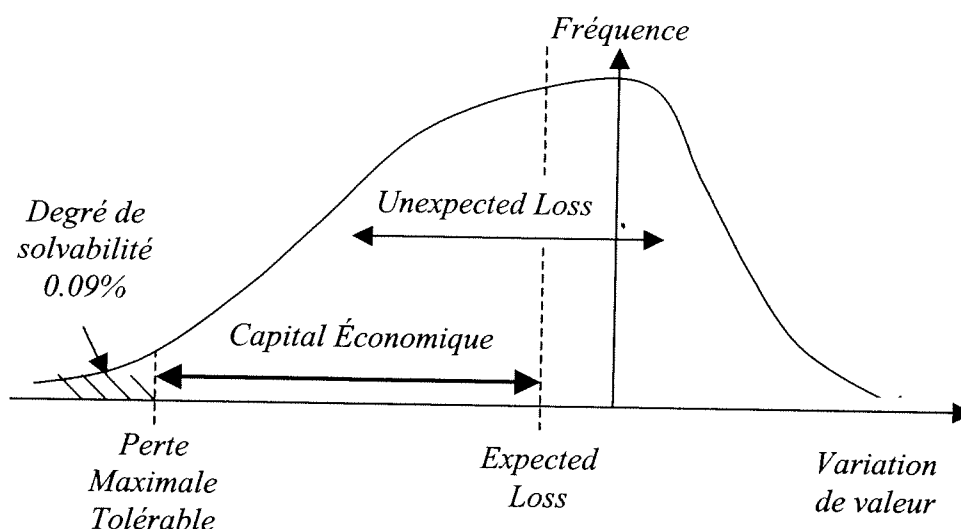 Fréquence
Unexpected Loss
Degré de
solvabilité
0.09%
Capital Économique
Perte
Maximale
Tolérable
Expected
Loss
Variation
de valeur